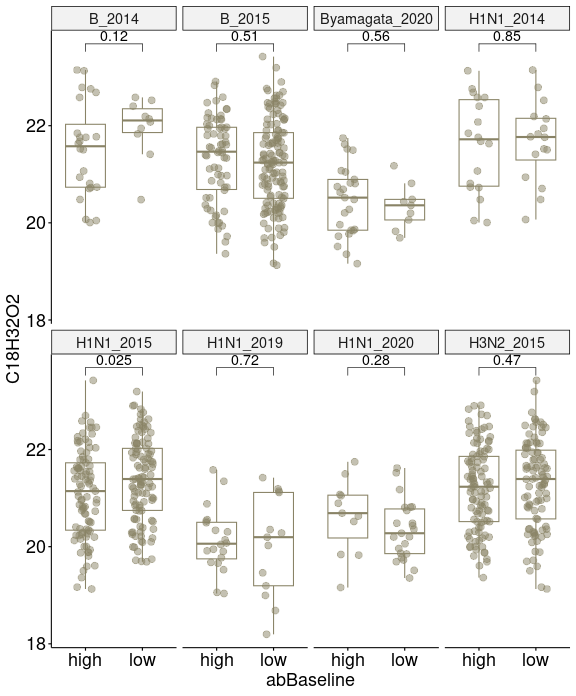 B_2014 B_2015 Byamagata_2020 H1N1_2014
0.12 0.51 0.56 0.85
22
20
18
C18H32O2
H1N1_2015 H1N1_2019 H1N1_2020 H3N2_2015
0.025 0.72 0.28 0.47
22
20
18
high low high low high low high low
abBaseline